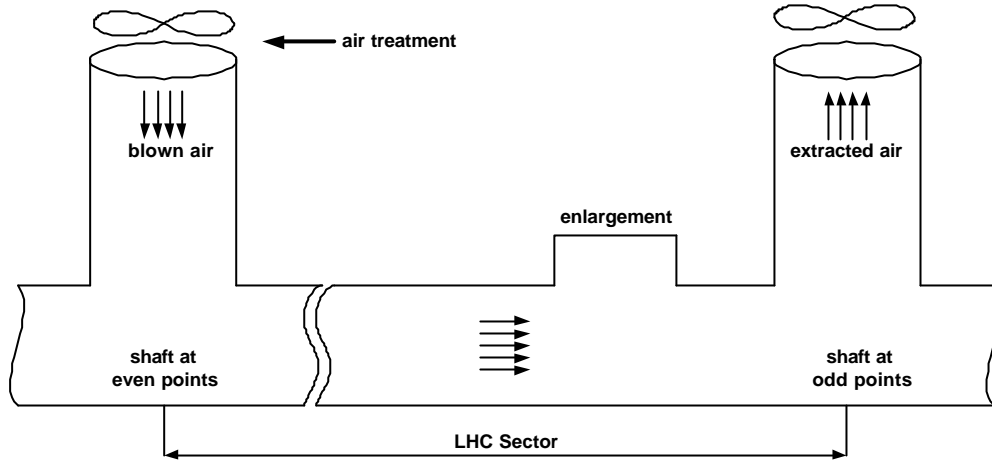 air treatment
blown air
extracted air
enlargement
shaft at
even points
shaft at
odd points
LHC Sector